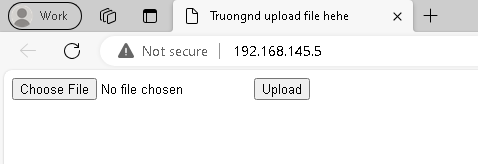 Work
Truongnd upload file hehe
Not secure 192.168.145.5
Choose File No file chosen Upload